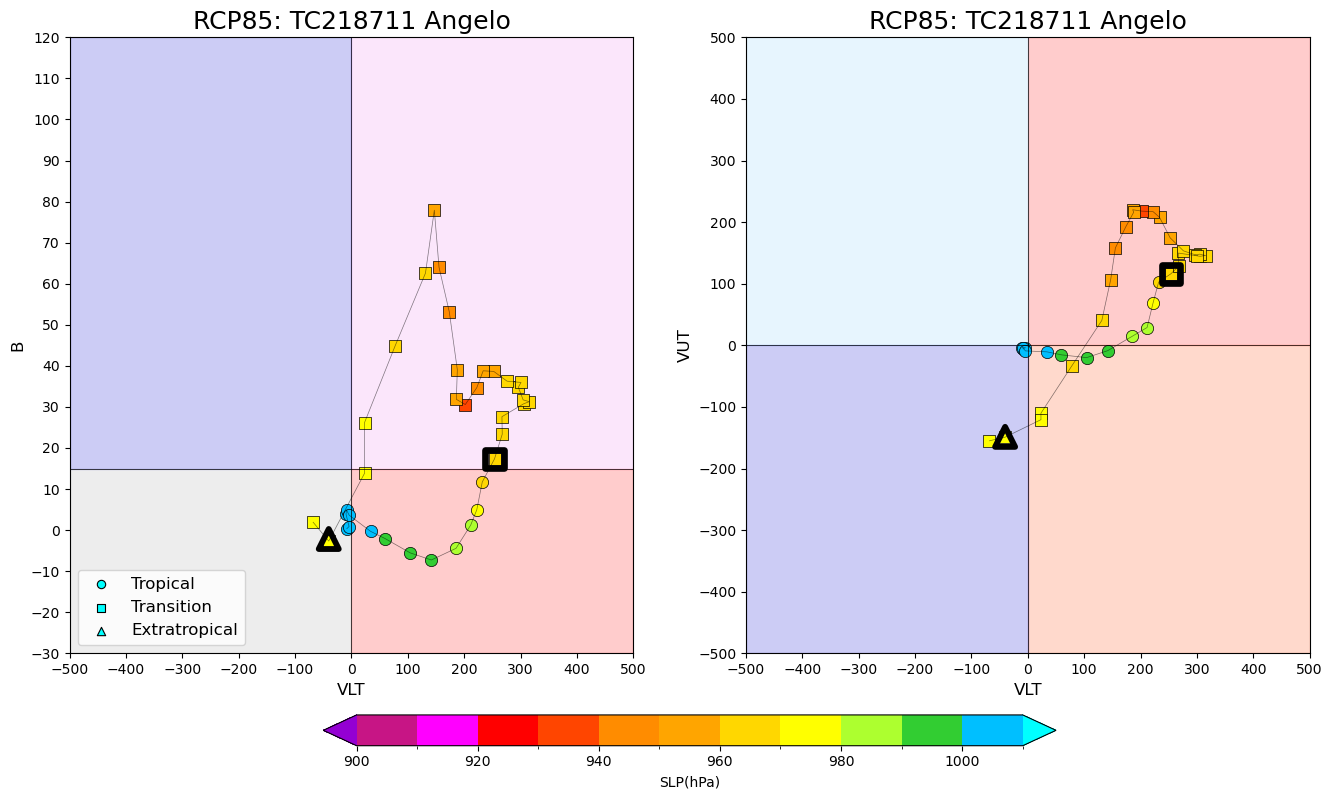 RCP85: TC218711 Angelo
120
110
100
90
80
70
60
50
40
30
20
10
0
−10
−20
−30
B
Tropical
Transition
Extratropical
−500 −400 −300 −200 −100 0 100 200 300 400 500
VLT
RCP85: TC218711 Angelo
500
400
300
200
100
0
−100
−200
−300
−400
−500
VUT
−500 −400 −300 −200 −100 0 100 200 300 400 500
VLT
900 920 940 960 980 1000
SLP(hPa)